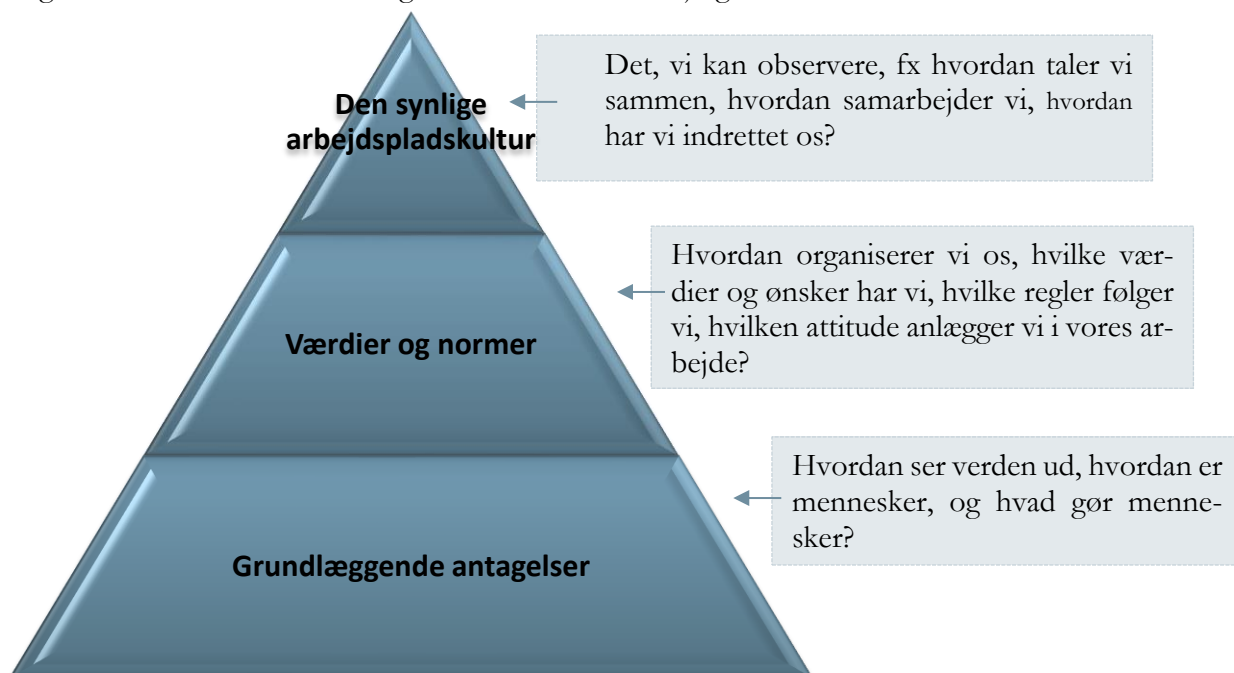 Den synlige
arbejdspladskultur
Det, vi kan observere, fx hvordan taler vi
sammen, hvordan samarbejder vi, hvordan
har vi indrettet os?
Værdier og normer
Hvordan organiserer vi os, hvilke vær-
dier og ønsker har vi, hvilke regler følger
vi, hvilken attitude anlægger vi i vores ar-
bejde?
Grundlæggende antagelser
Hvordan ser verden ud, hvordan er
mennesker, og hvad gør menne-
sker?